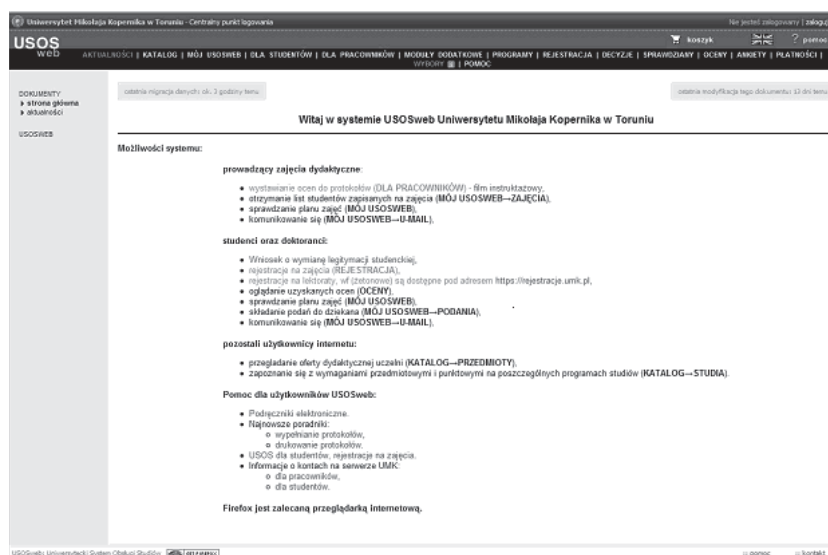 Uniwersytet Mikołaja Kopernika w Toruniu - Centralny punkt logowania
Nie jesteś zalogowany | zaloguj
USOS
web
koszyk
? pomoc
AKTUALNOŚCI | KATALOG | MÓJ USOSWEB | DLA STUDENTÓW | DLA PRACOWNIKÓW | MODUŁY DODATKOWE | PROGRAMY | REJESTRACJA | DECYZJE | SPRAWDZIANY | OCENY | ANKIETY | PŁATNOŚCI |
WYBORY | POMOC
DOKUMENTY
strona główna
aktualności
USOSWEB
ostatnia migracja danych: ok. 3 godziny temu
ostatnia modyfikacja tego dokumentu: 13 dni temu
Witaj w systemie USOSweb Uniwersytetu Mikołaja Kopernika w Toruniu
Możliwości systemu:
prowadzący zajęcia dydaktyczne:
wystawianie ocen do protokołów (DLA PRACOWNIKÓW) - film instruktażowy,
otrzymanie list studentów zapisanych na zajęcia (MÓJ USOSWEB→ZAJĘCIA),
sprawdzanie planu zajęć (MÓJ USOSWEB),
komunikowanie się (MÓJ USOSWEB→U-MAIL),
studenci oraz doktoranci:
Wniosek o wymianę legitymacji studenckiej,
rejestracje na zajęcia (REJESTRACJA),
rejestracje na lektoraty, wf (żetonowe) są dostępne pod adresem https://rejestracje.umk.pl,
oglądanie uzyskanych ocen (OCENY),
sprawdzanie planu zajęć (MÓJ USOSWEB),
składanie podań do dziekana (MÓJ USOSWEB→PODANIA),
komunikowanie się (MÓJ USOSWEB→U-MAIL),
pozostali użytkownicy internetu:
przeglądanie oferty dydaktycznej uczelni (KATALOG→PRZEDMIOTY),
zapoznanie się z wymaganiami przedmiotowymi i punktowymi na poszczególnych programach studiów (KATALOG→STUDIA).
Pomoc dla użytkowników USOSweb:
Podręczniki elektroniczne.
Najnowsze poradniki:
wypełnianie protokołów,
drukowanie protokołów.
USOS dla studentów, rejestracje na zajęcia.
Informacje o kontach na serwerze UMK:
dla pracowników,
dla studentów.
Firefox jest zalecaną przeglądarką internetową.
USOSweb: Uniwersytecki System Obsługi Studiów
:: pomoc :: kontakt